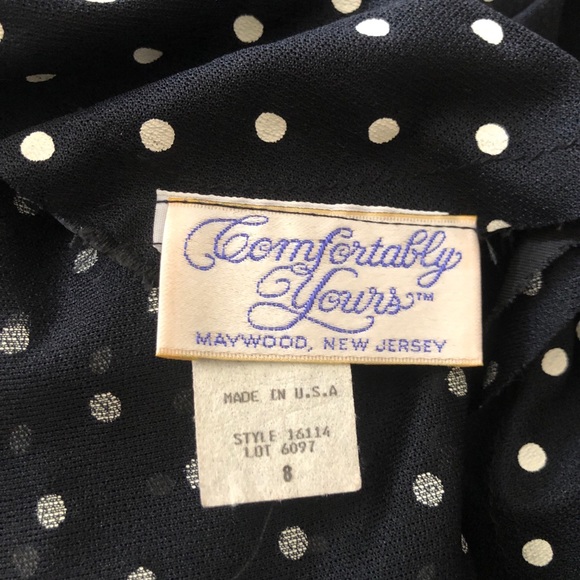 Comfortably
Yours™
MAYWOOD, NEW JERSEY
MADE IN U.S.A
STYLE 16114
LOT 6097
8